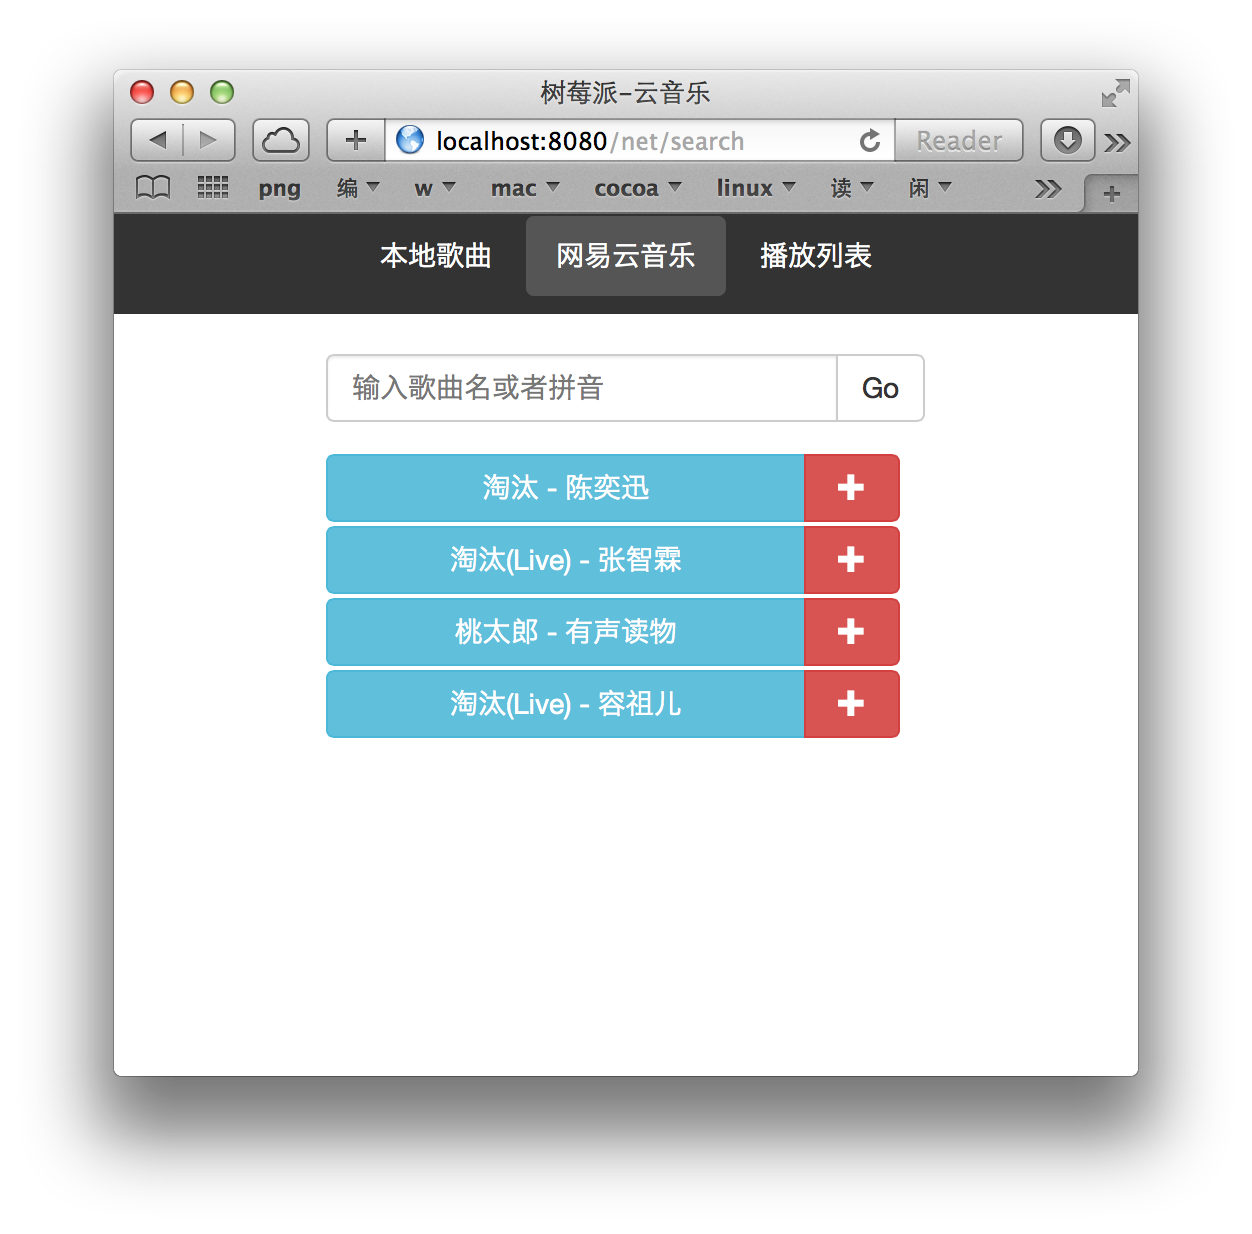 树莓派-云音乐
localhost:8080/net/search
Reader
png 编 w mac cocoa linux 读 闲
本地歌曲 网易云音乐 播放列表
输入歌曲名或者拼音 Go
淘汰 - 陈奕迅
淘汰(Live) - 张智霖
桃太郎 - 有声读物
淘汰(Live) - 容祖儿